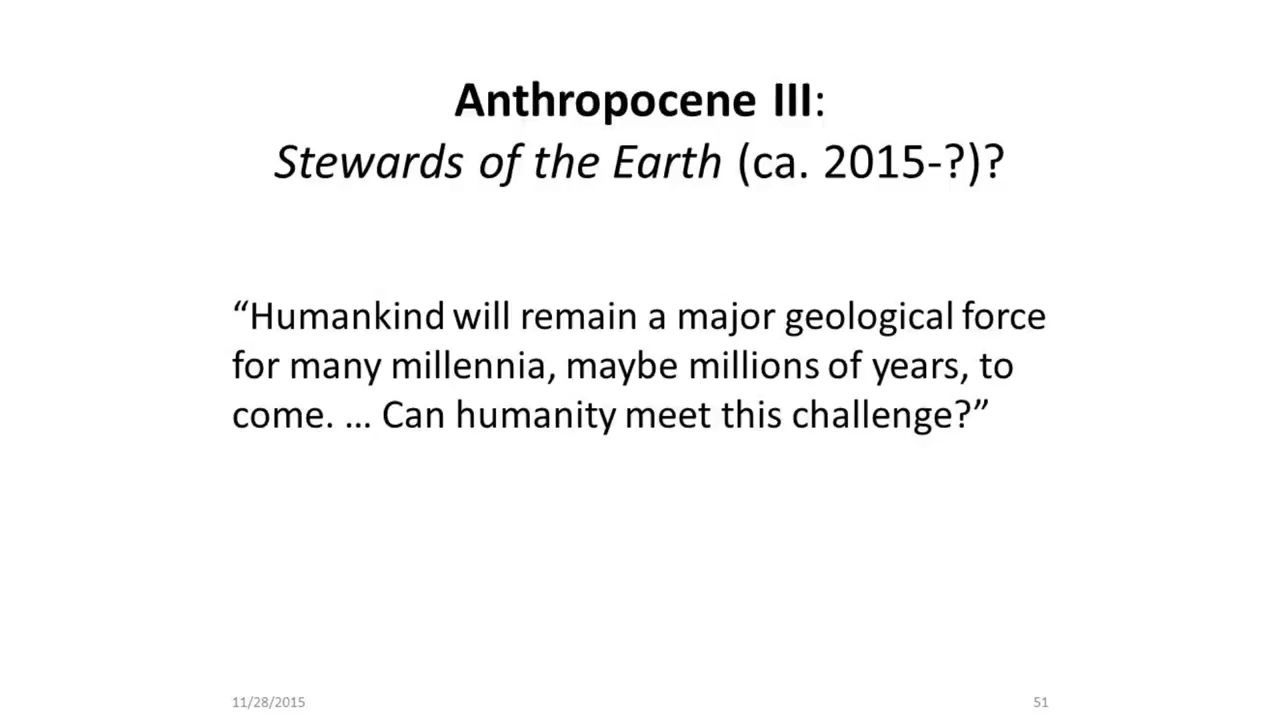 Anthropocene III:
Stewards of the Earth (ca. 2015-?)?
“Humankind will remain a major geological force
for many millennia, maybe millions of years, to
come. … Can humanity meet this challenge?”
11/28/2015
51